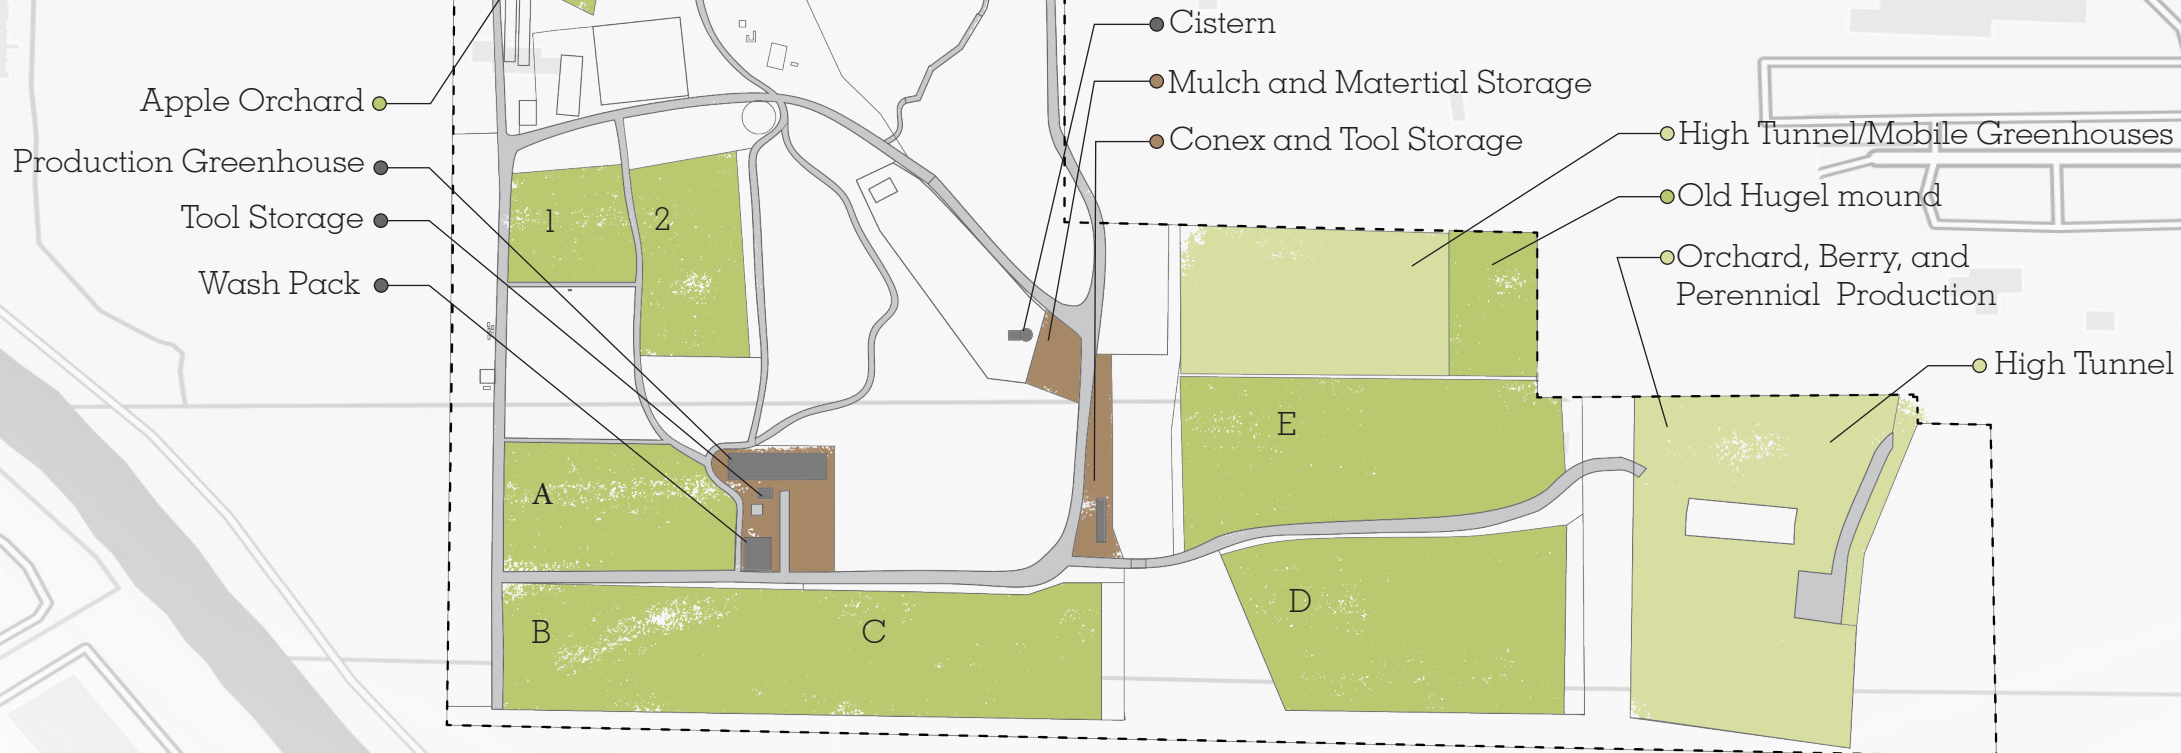 Cistern
Mulch and Matertial Storage
Conex and Tool Storage
Apple Orchard
Production Greenhouse
Tool Storage
Wash Pack
High Tunnel/Mobile Greenhouses
Old Hugel mound
Orchard, Berry, and
Perennial Production
High Tunnel
1
2
A
B
C
D
E